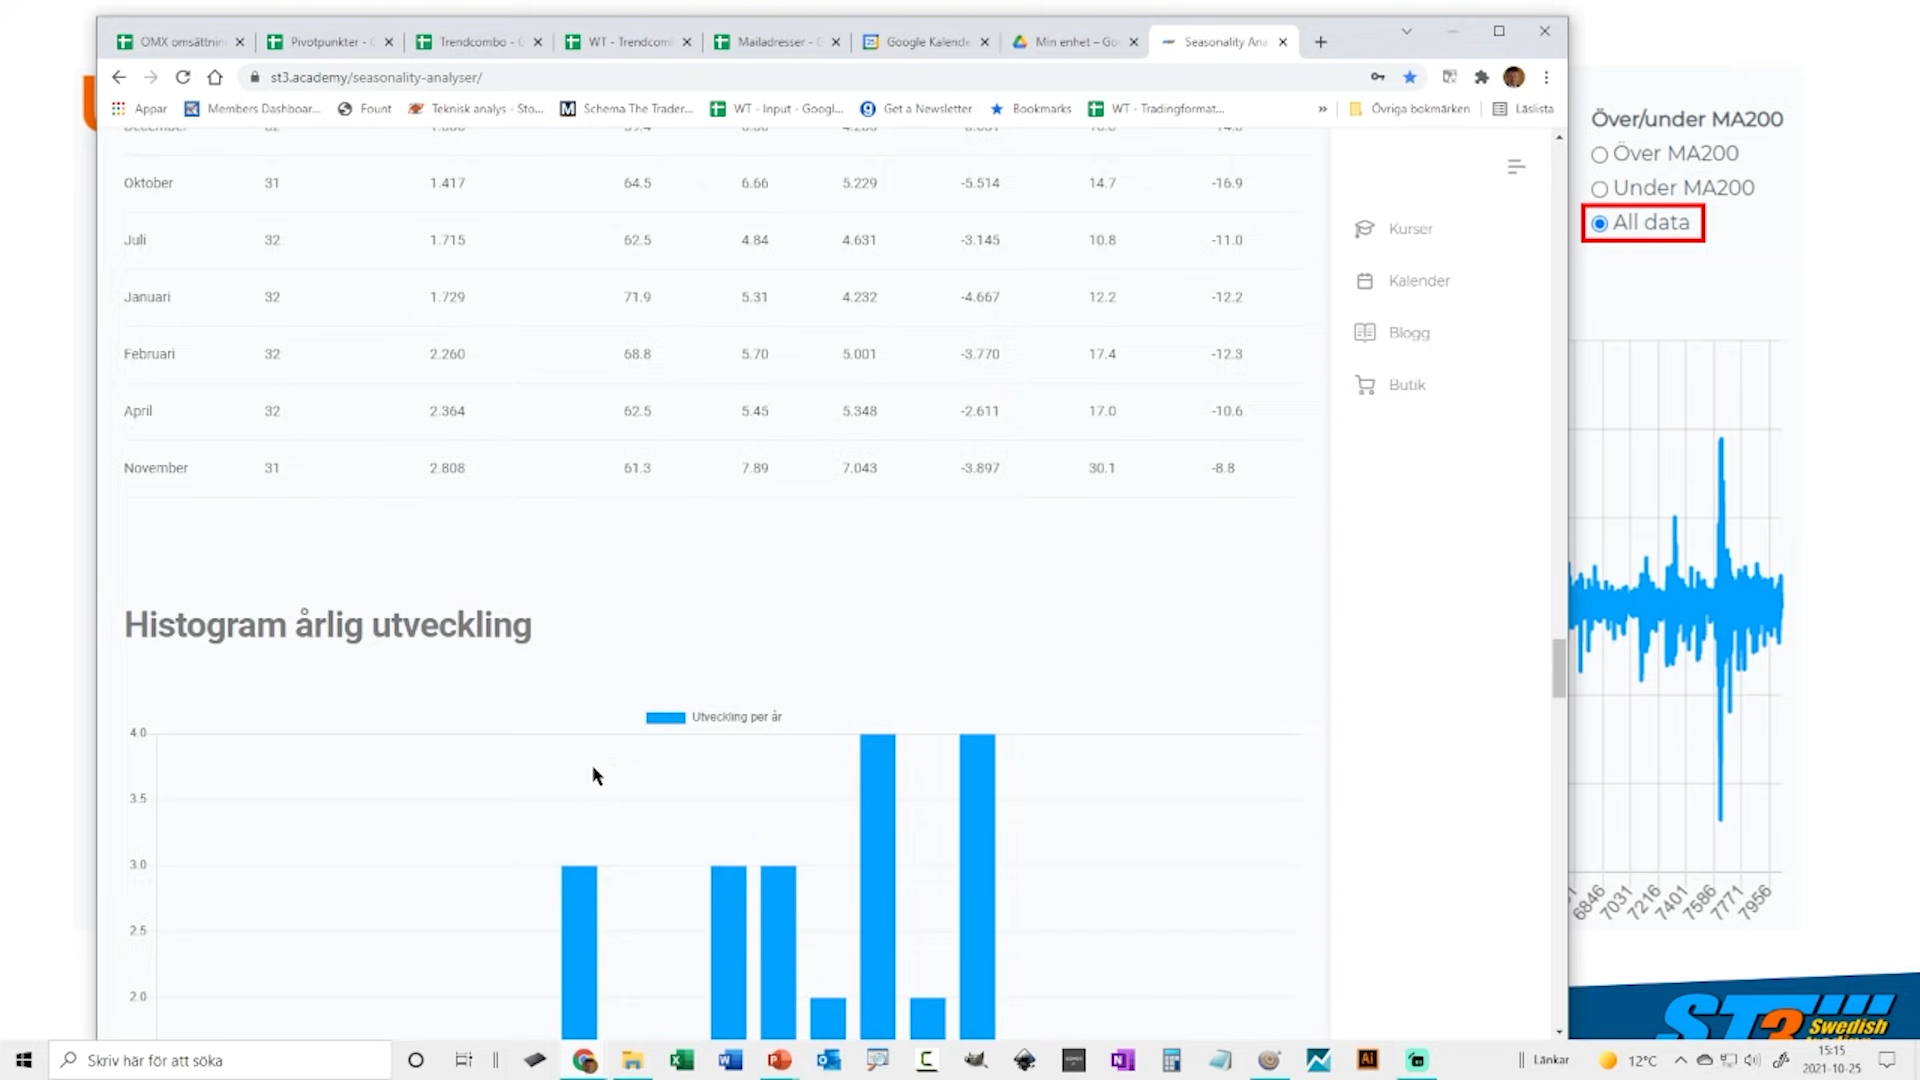 OMX omsättnin
Pivotpunkter - G
Trendcombo - G
WT - Trendcom
Mailadresser - G
Google Kalende
Min enhet – Go
Seasonality Ana
st3.academy/seasonality-analyser/
Appar
Members Dashboar...
Fount
Teknisk analys - Sto...
Schema The Trader...
WT - Input - Googl...
Get a Newsletter
Bookmarks
WT - Tradingformat...
»
Övriga bokmärken
Läslista
Oktober 31 1.417 64.5 6.66 5.229 -5.514 14.7 -16.9
Juli 32 1.715 62.5 4.84 4.631 -3.145 10.8 -11.0
Januari 32 1.729 71.9 5.31 4.232 -4.667 12.2 -12.2
Februari 32 2.260 68.8 5.70 5.001 -3.770 17.4 -12.3
April 32 2.364 62.5 5.45 5.348 -2.611 17.0 -10.6
November 31 2.808 61.3 7.89 7.043 -3.897 30.1 -8.8
Kurser
Kalender
Blogg
Butik
Histogram årlig utveckling
Utveckling per år
4.0
3.5
3.0
2.5
2.0
Över/under MA200
Över MA200
Under MA200
All data
6846
7031
7216
7401
7586
7771
7956
ST3
Swedish
Skriv här för att söka
Länkar
12°C
15:15
2021-10-25